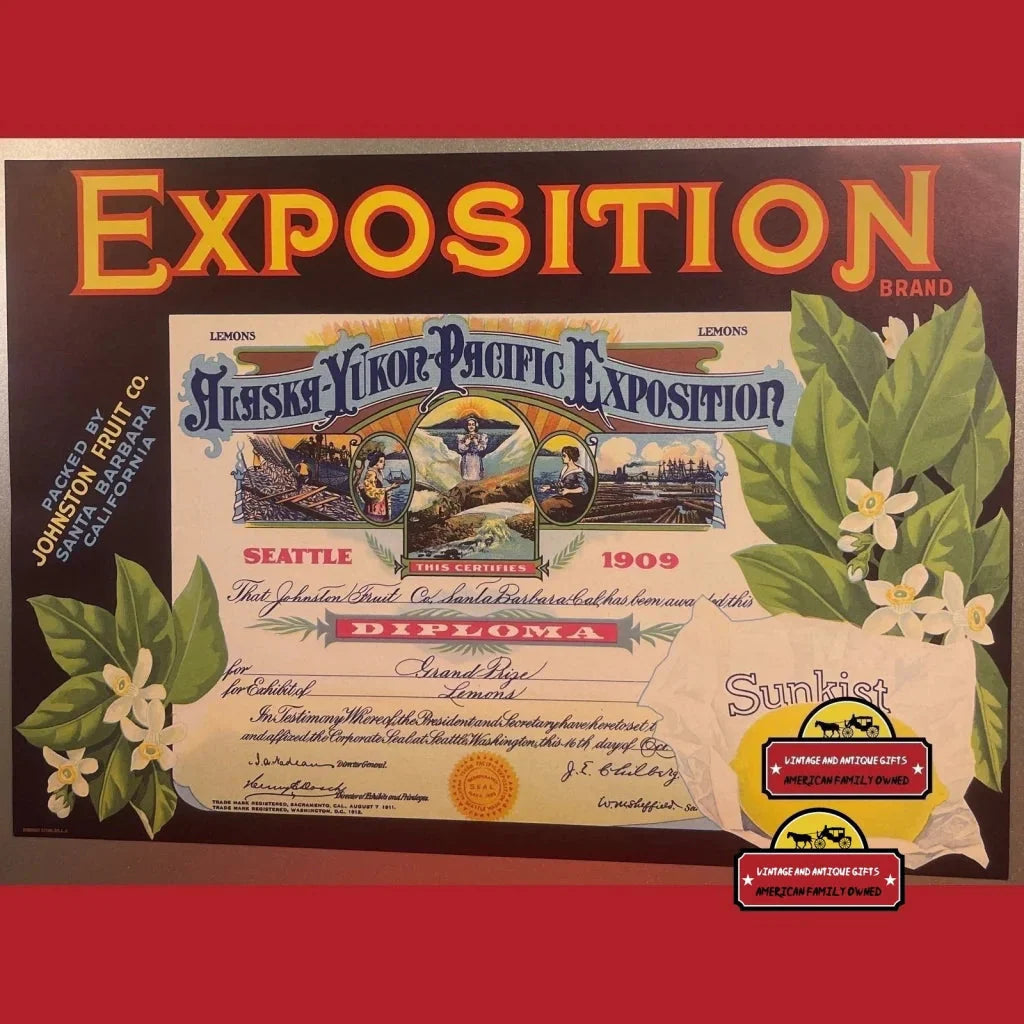 EXPOSITION
BRAND
PACKED BY
JOHNSTON FRUIT CO.
SANTA BARBARA
CALIFORNIA
LEMONS
LEMONS
ALASKA-YUKON-PACIFIC EXPOSITION
SEATTLE
1909
THIS CERTIFIES
That Johnston Fruit Co. Santa Barbara Cal, has been awa ded this
DIPLOMA
for Grand Prize
for Exhibit of Lemons
In Testimony Whereof, the President and Secretary have hereto set t
and affixed the Corporate Seal at Seattle, Washington, this 16th day of Oct
Director General.
J. E. Chilberg
Director of Exhibits and Privileges.
W. M. Sheffield.
SEAL
TRADE MARK REGISTERED, SACRAMENTO, CAL. AUGUST 7, 1911.
TRADE MARK REGISTERED, WASHINGTON, D.C. 1912.
Sunkist
VINTAGE AND ANTIQUE GIFTS
AMERICAN FAMILY OWNED
VINTAGE AND ANTIQUE GIFTS
AMERICAN FAMILY OWNED